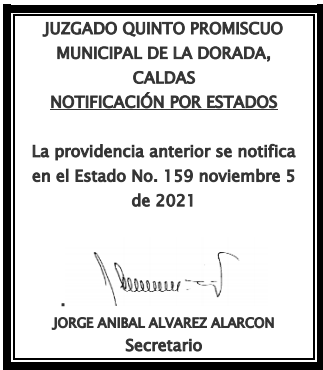 JUZGADO QUINTO PROMISCUO
MUNICIPAL DE LA DORADA,
CALDAS
NOTIFICACIÓN POR ESTADOS
La providencia anterior se notifica
en el Estado No. 159 noviembre 5
de 2021
JORGE ANIBAL ALVAREZ ALARCON
Secretario